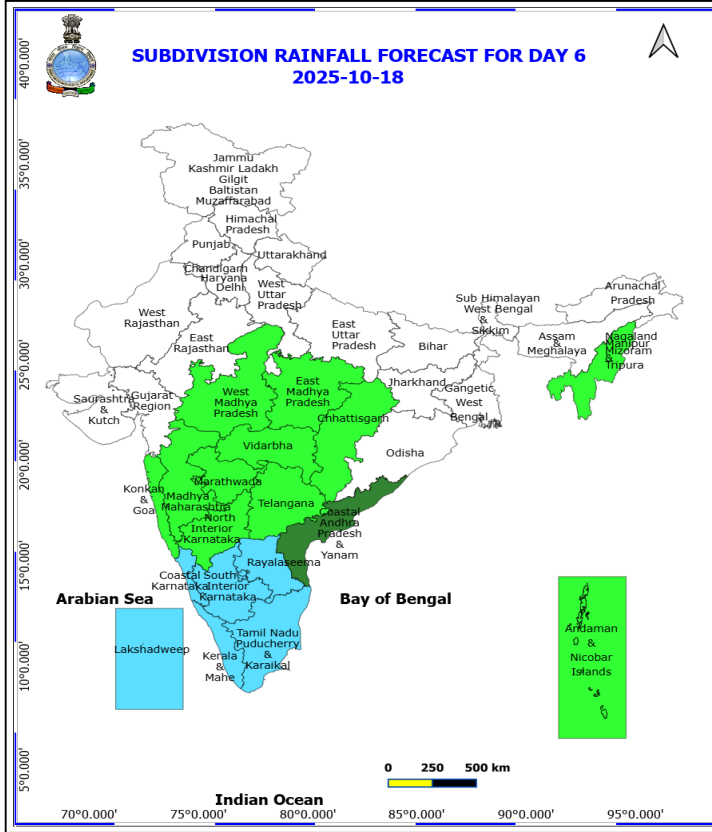 SUBDIVISION RAINFALL FORECAST FOR DAY 6
2025-10-18
40°0.000'
35°0.000'
30°0.000'
25°0.000'
20°0.000'
15°0.000'
10°0.000'
5°0.000'
Jammu
Kashmir Ladakh
Gilgit
Baltistan
Muzaffarabad
Himachal
Pradesh
Punjab
Uttarakhand
Chandigarh
Haryana
Delhi
West
Uttar
Pradesh
West
Rajasthan
East
Rajasthan
East
Uttar
Pradesh
Bihar
Sub Himalayan
West Bengal
&
Sikkim
Arunachal
Pradesh
Assam
&
Meghalaya
Nagaland
Manipur
Mizoram
&
Tripura
Saurashtra
&
Kutch
Gujarat
Region
West
Madhya
Pradesh
East
Madhya
Pradesh
Jharkhand
Gangetic
West
Bengal
Chhattisgarh
Odisha
Vidarbha
Konkan
&
Goa
Madhya
Maharashtra
Marathwada
Telangana
North
Interior
Karnataka
Coastal
Andhra
Pradesh
&
Yanam
Rayalaseema
Coastal
Karnataka
South
Interior
Karnataka
Arabian Sea
Bay of Bengal
Lakshadweep
Kerala
&
Mahe
Tamil Nadu
Puducherry
&
Karaikal
Andaman
&
Nicobar
Islands
0 250 500 km
Indian Ocean
70°0.000' 75°0.000' 80°0.000' 85°0.000' 90°0.000' 95°0.000'